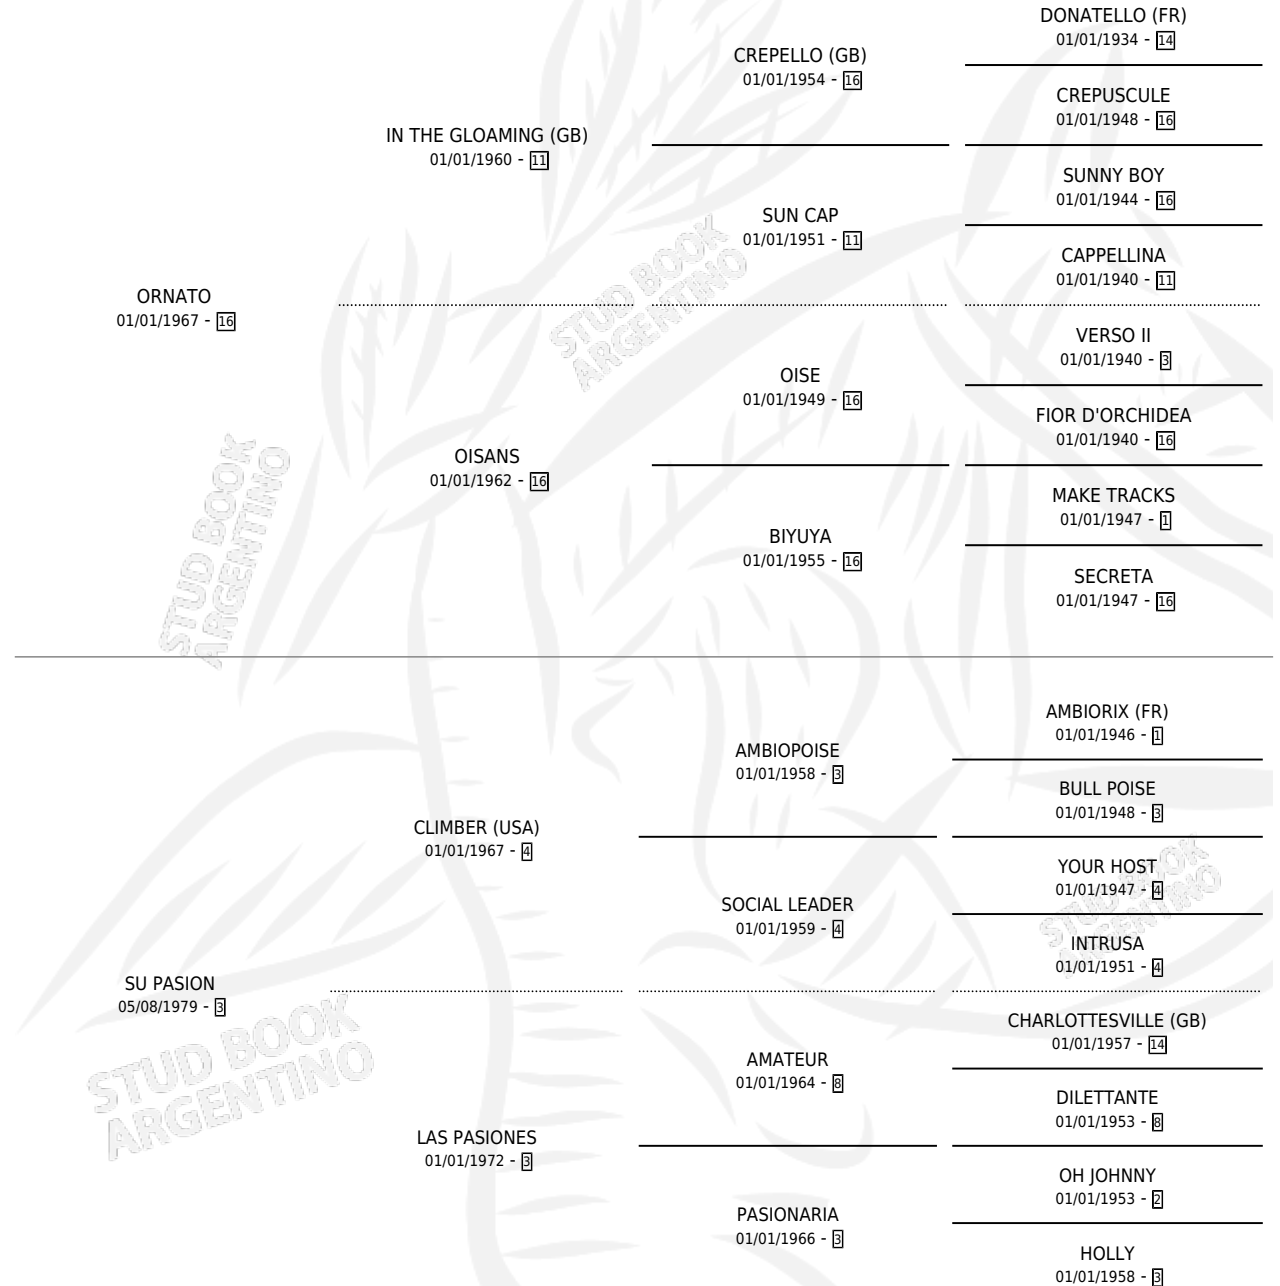 DONATELLO (FR)
01/01/1934 - 14
CREPELLO (GB)
01/01/1954 - 16
CREPUSCULE
01/01/1948 - 16
IN THE GLOAMING (GB)
01/01/1960 - 11
SUNNY BOY
01/01/1944 - 16
SUN CAP
01/01/1951 - 11
CAPPELLINA
01/01/1940 - 11
ORNATO
01/01/1967 - 16
VERSO II
01/01/1940 - 3
OISE
01/01/1949 - 16
FIOR D'ORCHIDEA
01/01/1940 - 16
OISANS
01/01/1962 - 16
MAKE TRACKS
01/01/1947 - 1
BIYUYA
01/01/1955 - 16
SECRETA
01/01/1947 - 16
AMBIORIX (FR)
01/01/1946 - 1
AMBIOPOISE
01/01/1958 - 3
BULL POISE
01/01/1948 - 3
CLIMBER (USA)
01/01/1967 - 4
YOUR HOST
01/01/1947 - 4
SOCIAL LEADER
01/01/1959 - 4
INTRUSA
01/01/1951 - 4
SU PASION
05/08/1979 - 3
CHARLOTTESVILLE (GB)
01/01/1957 - 14
AMATEUR
01/01/1964 - 8
DILETTANTE
01/01/1953 - 8
LAS PASIONES
01/01/1972 - 3
OH JOHNNY
01/01/1953 - 2
PASIONARIA
01/01/1966 - 3
HOLLY
01/01/1958 - 3
STUD BOOK
ARGENTINO
STUD BOOK
ARGENTINO
STUD BOOK
ARGENTINO
STUD BOOK
ARGENTINO